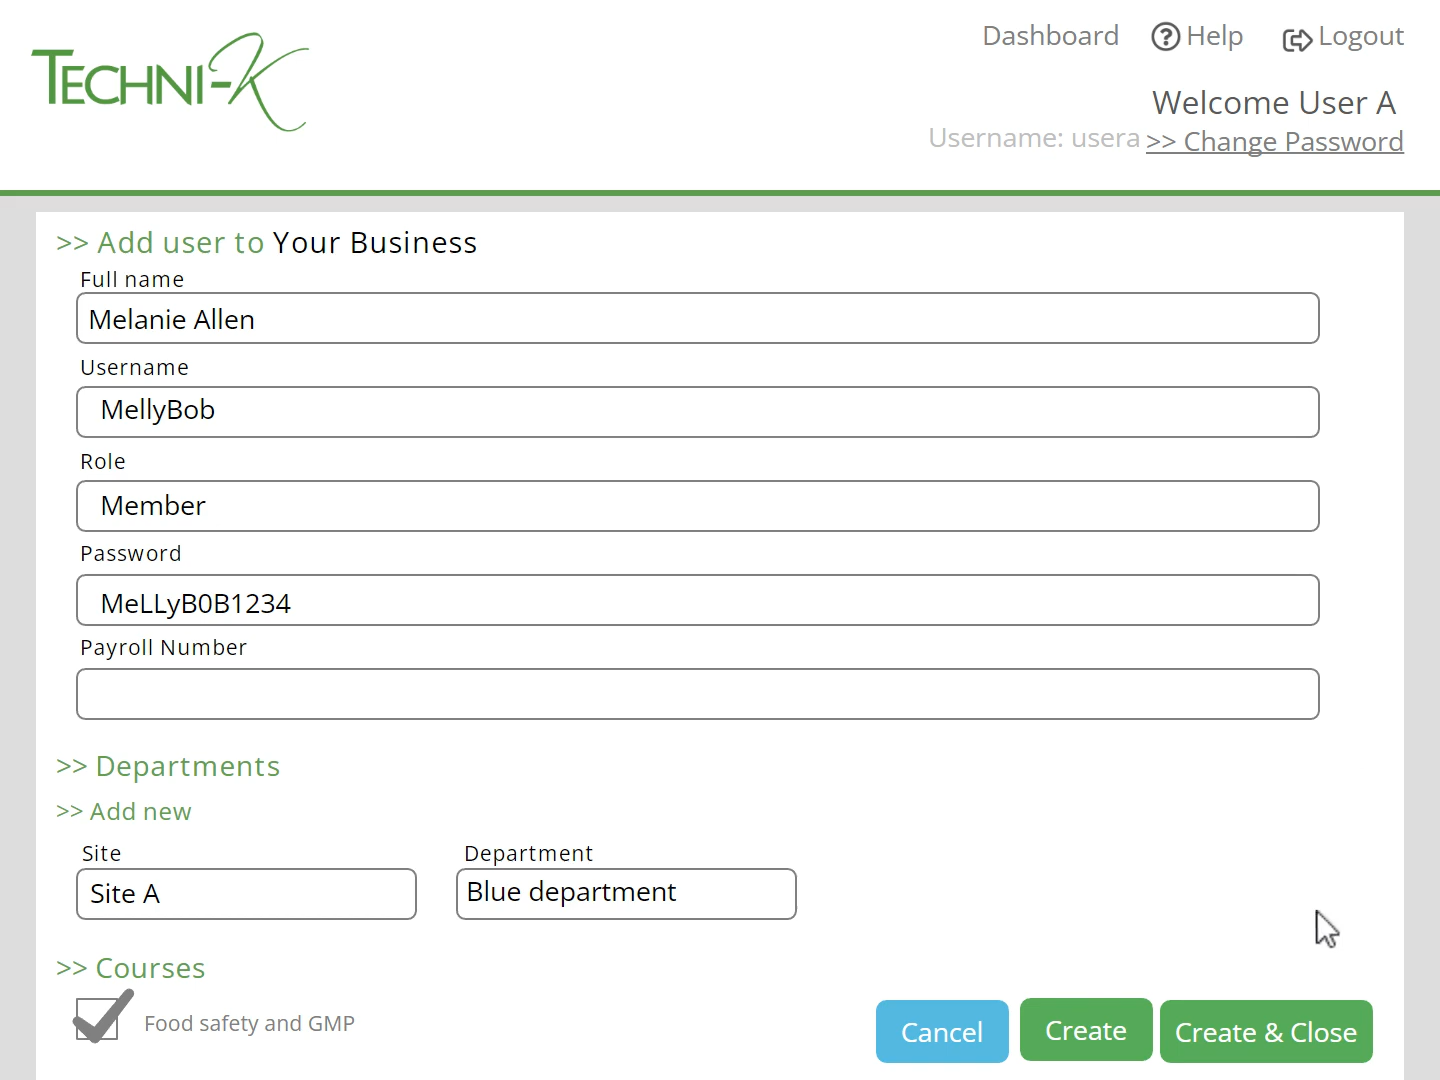 TECHNI-K
Dashboard
Help
Logout
Welcome User A
Username: usera >> Change Password
>> Add user to Your Business
Full name
Melanie Allen
Username
MellyBob
Role
Member
Password
MeLLyB0B1234
Payroll Number
>> Departments
>> Add new
Site
Department
Site A
Blue department
>> Courses
Food safety and GMP
Cancel
Create
Create & Close